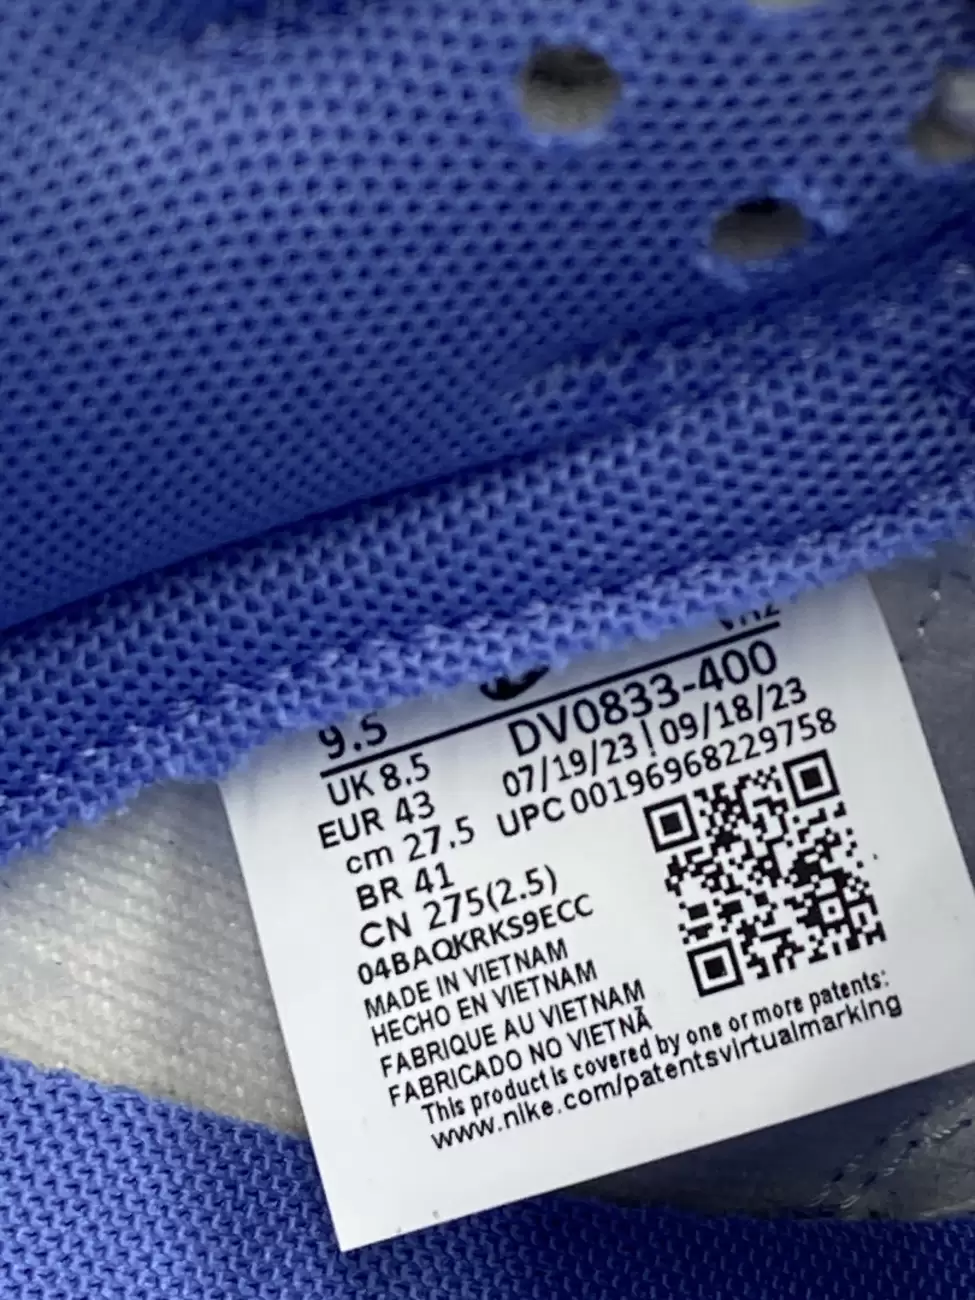 9.5
UK 8.5
EUR 43
cm 27.5
BR 41
CN 275(2.5)
DV0833-400
07/19/23 | 09/18/23
UPC 00196968229758
04BAQKRKS9ECC
MADE IN VIETNAM
HECHO EN VIETNAM
FABRIQUE AU VIETNAM
FABRICADO NO VIETNÃ
This product is covered by one or more patents:
www.nike.com/patentsvirtualmarking